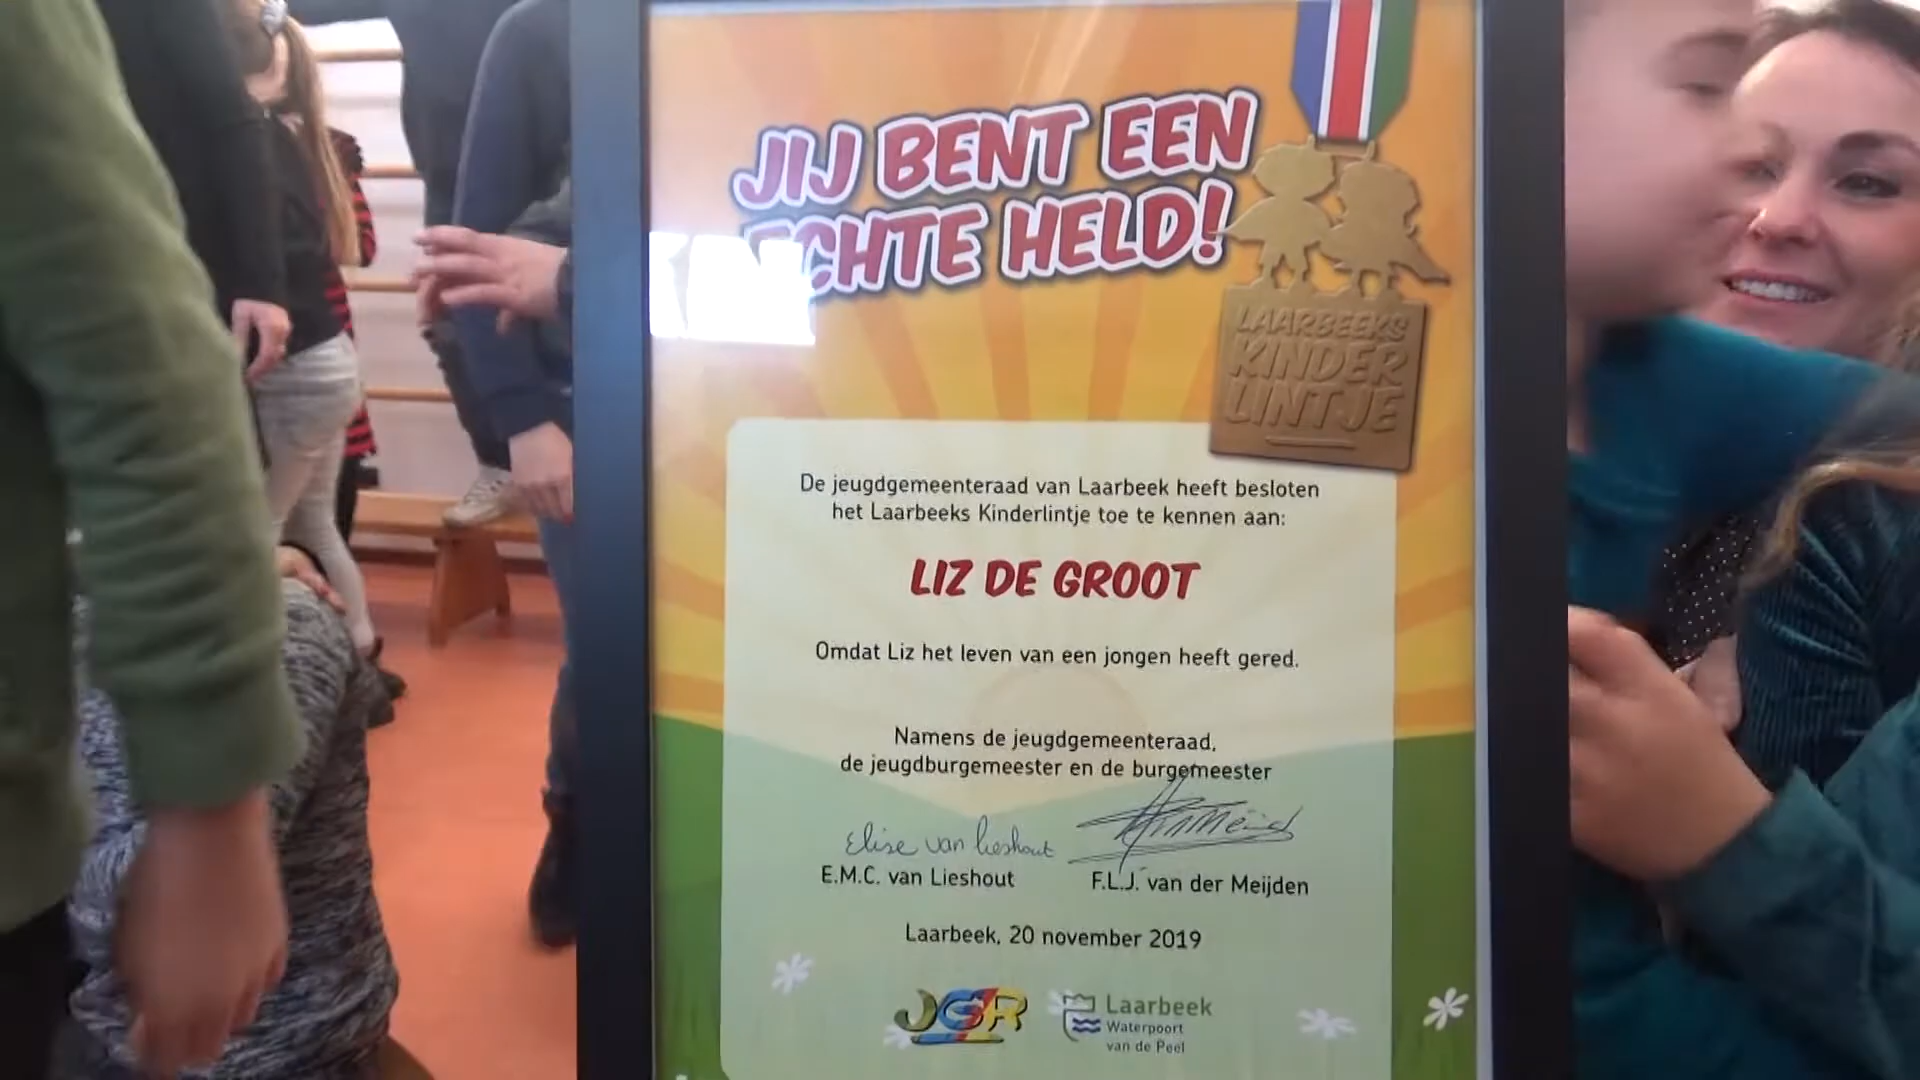 JIJ BENT EEN
ECHTE HELD!
LAARBEEKS
KINDER
LINTJE
De jeugdgemeenteraad van Laarbeek heeft besloten
het Laarbeeks Kinderlintje toe te kennen aan:
LIZ DE GROOT
Omdat Liz het leven van een jongen heeft gered.
Namens de jeugdgemeenteraad,
de jeugdburgemeester en de burgemeester
Elise van Lieshout
E.M.C. van Lieshout
F.L.J. van der Meijden
Laarbeek, 20 november 2019
JGR
Laarbeek
Waterpoort
van de Peel